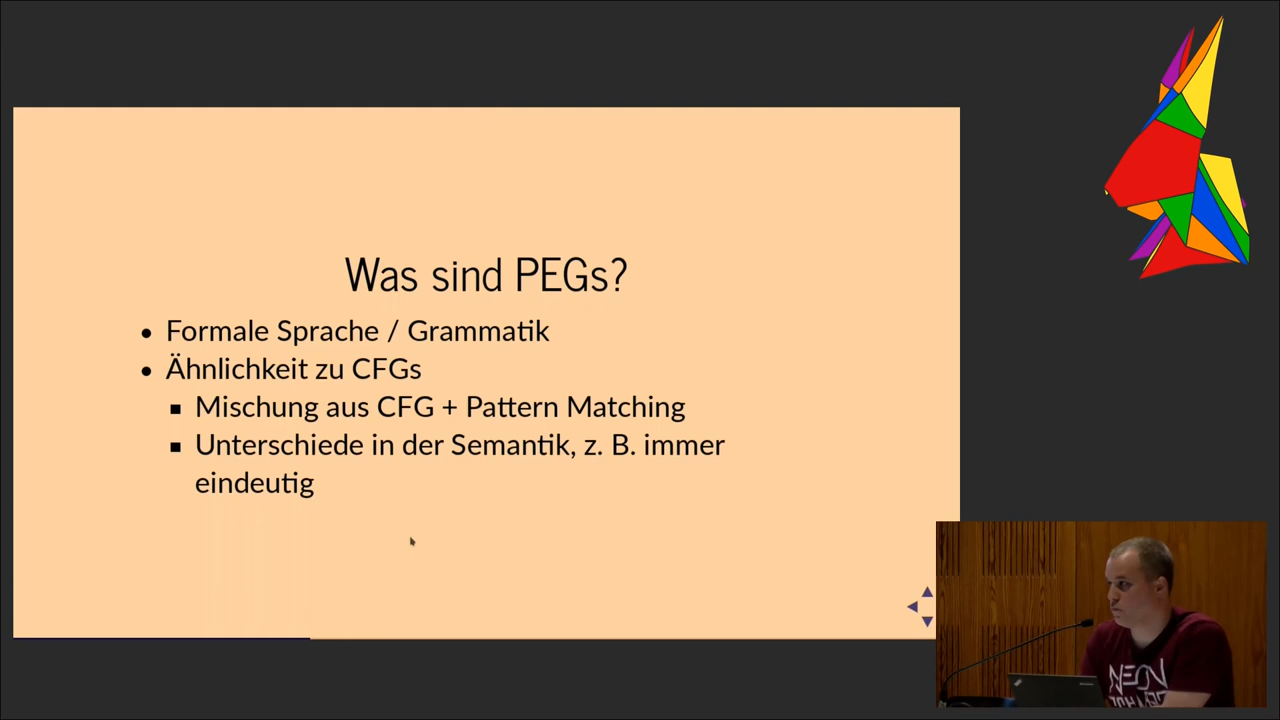 Was sind PEGs?
Formale Sprache / Grammatik
Ähnlichkeit zu CFGs
Mischung aus CFG + Pattern Matching
Unterschiede in der Semantik, z. B. immer
eindeutig
NEON